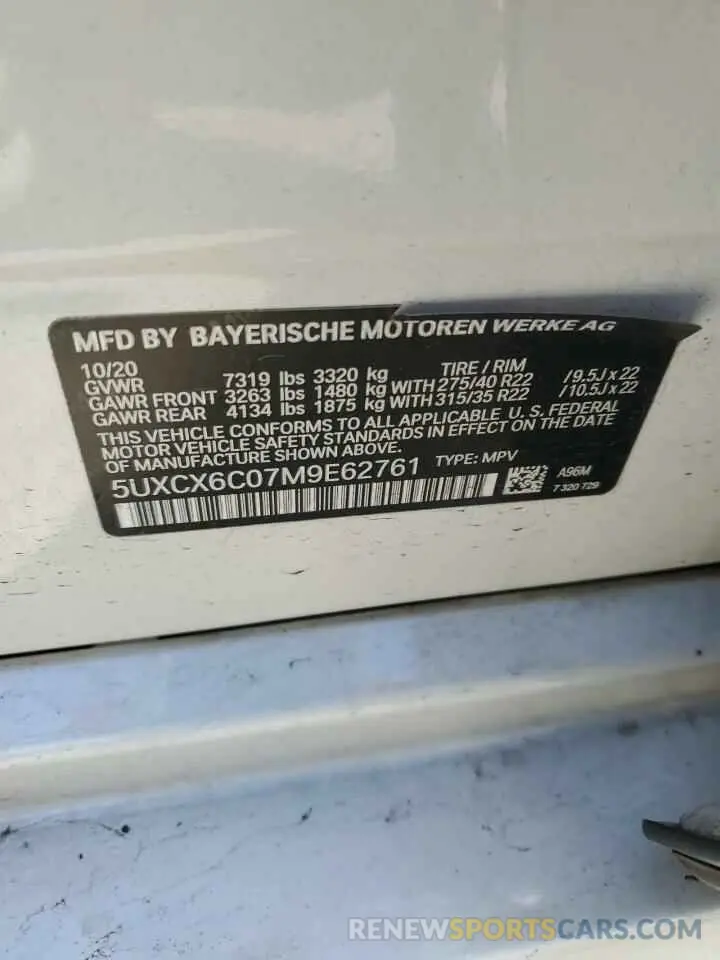 MFD BY BAYERISCHE MOTOREN WERKE AG
10/20 TIRE / RIM
GVWR 7319 lbs 3320 kg
GAWR FRONT 3263 lbs 1480 kg WITH 275/40 R22 / 9.5J x 22
GAWR REAR 4134 lbs 1875 kg WITH 315/35 R22 / 10.5J x 22
THIS VEHICLE CONFORMS TO ALL APPLICABLE U. S. FEDERAL
MOTOR VEHICLE SAFETY STANDARDS IN EFFECT ON THE DATE
OF MANUFACTURE SHOWN ABOVE.
5UXCX6C07M9E62761 TYPE: MPV
A96M
7 320 729
RENEWSPORTSCAR.COM